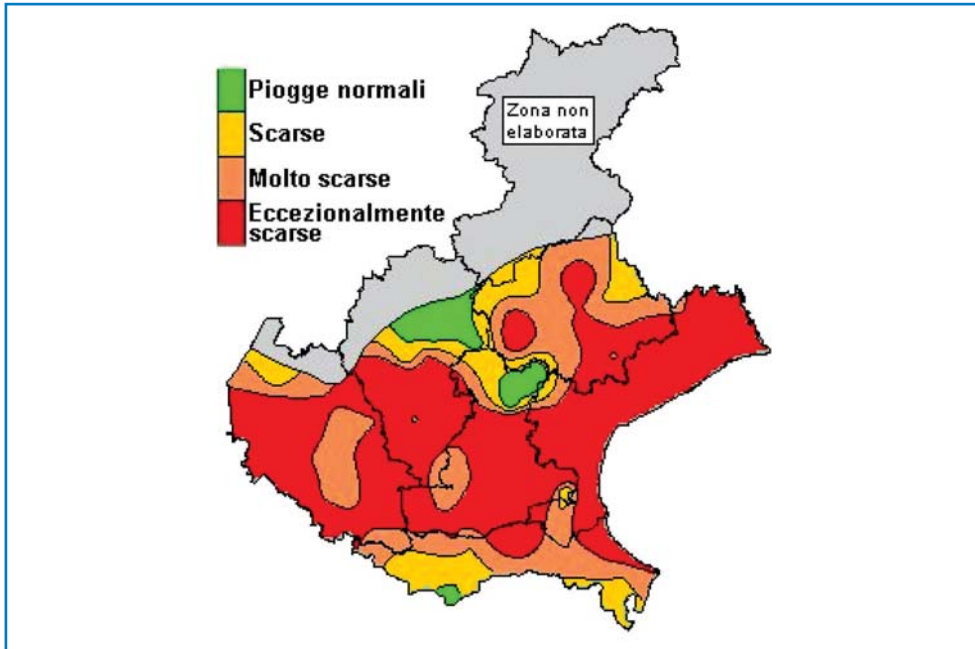 Piogge normali
Scarse
Molto scarse
Eccezionalmente
scarse
Zona non
elaborata